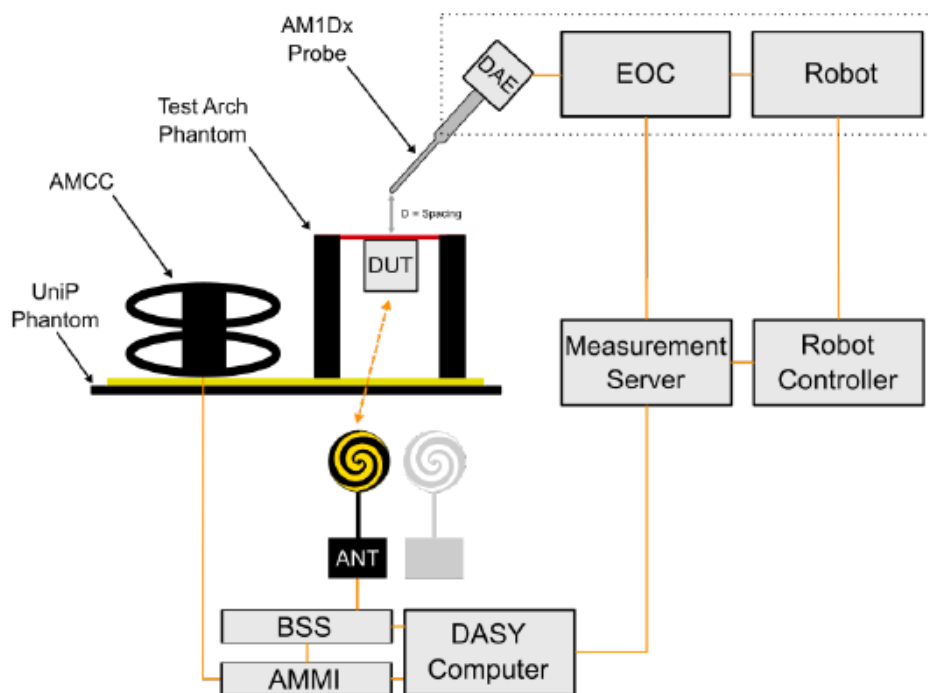 AM1Dx
Probe
DAE
EOC
Robot
Test Arch
Phantom
AMCC
D = Spacing
DUT
UniP
Phantom
Measurement
Server
Robot
Controller
ANT
BSS
DASY
Computer
AMMI